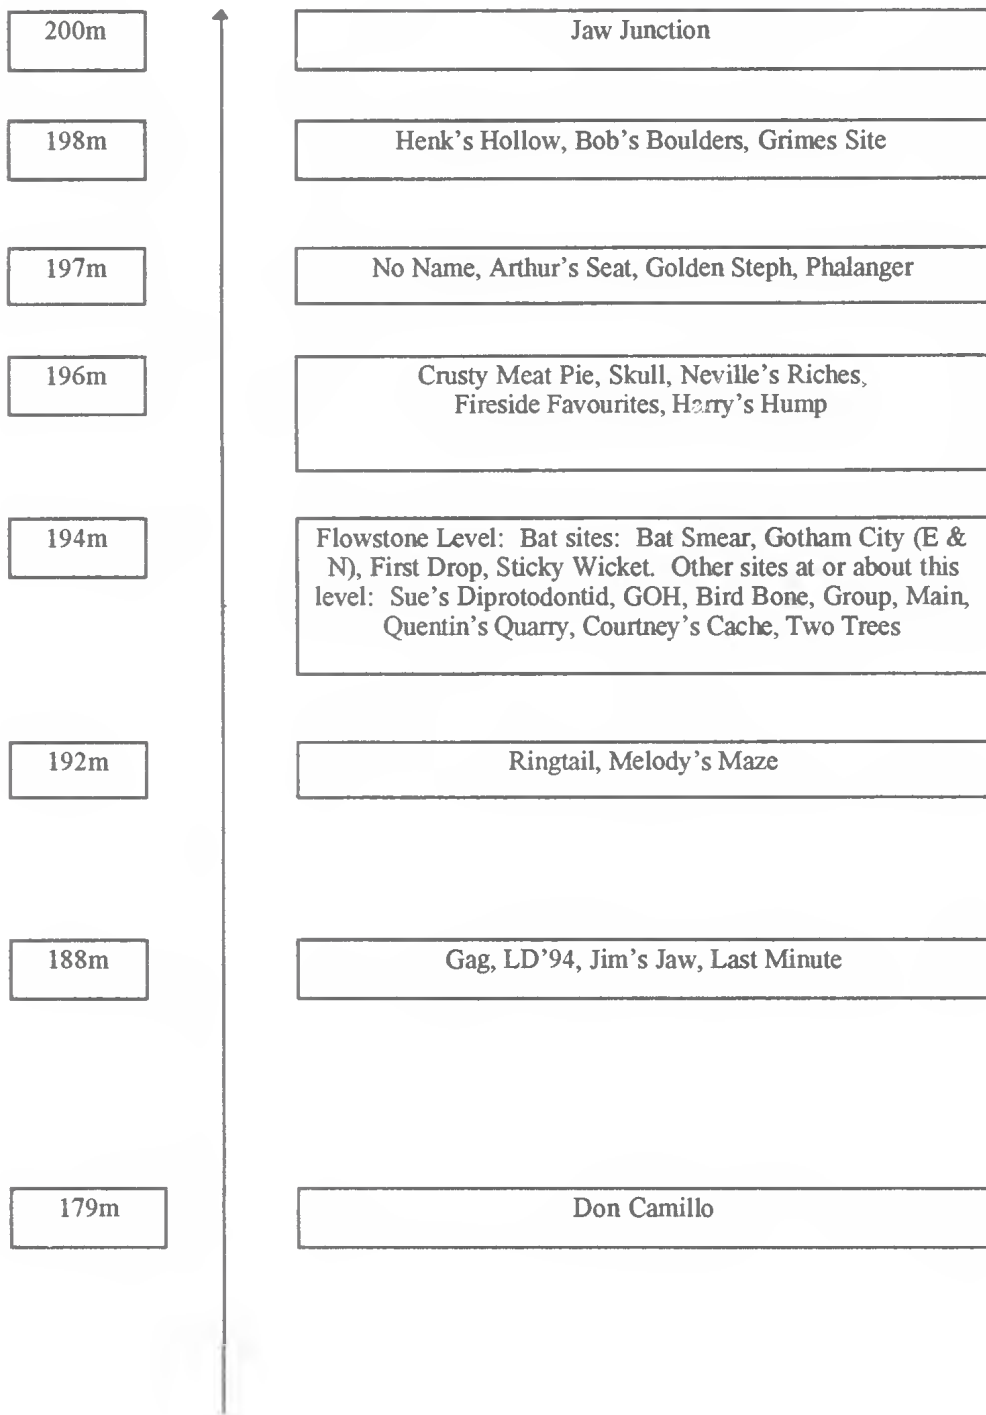 200m
Jaw Junction
198m
Henk's Hollow, Bob's Boulders, Grimes Site
197m
No Name, Arthur's Seat, Golden Steph, Phalanger
196m
Crusty Meat Pie, Skull, Neville's Riches,
Fireside Favourites, Harry's Hump
194m
Flowstone Level: Bat sites: Bat Smear, Gotham City (E &
N), First Drop, Sticky Wicket. Other sites at or about this
level: Sue's Diprotodontid, GOH, Bird Bone, Group, Main,
Quentin's Quarry, Courtney's Cache, Two Trees
192m
Ringtail, Melody's Maze
188m
Gag, LD'94, Jim's Jaw, Last Minute
179m
Don Camillo